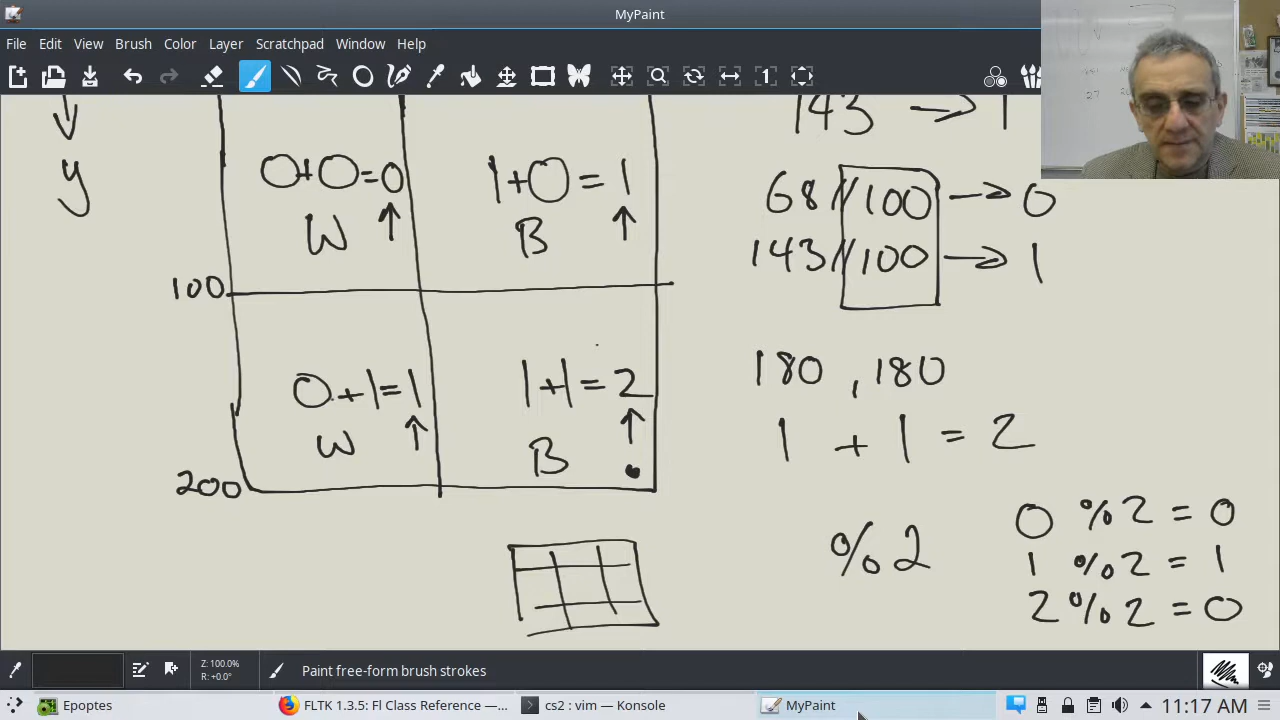 MyPaint
File Edit View Brush Color Layer Scratchpad Window Help
143 → 1
y
0+0=0 1+0=1
W B
68//100 → 0
143//100 → 1
100
180, 180
0+1=1 1+1=2
1 + 1 = 2
W B
200
%2
0 %2 = 0
1 %2 = 1
2 %2 = 0
Z: 100.0%
R: +0.0°
Paint free-form brush strokes
Epoptes
FLTK 1.3.5: Fl Class Reference —...
cs2 : vim — Konsole
MyPaint
11:17 AM